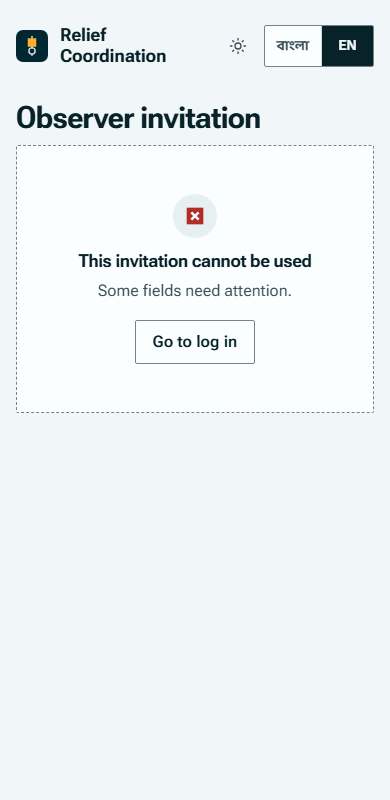 Relief
Coordination
বাংলা
EN
Observer invitation
This invitation cannot be used
Some fields need attention.
Go to log in